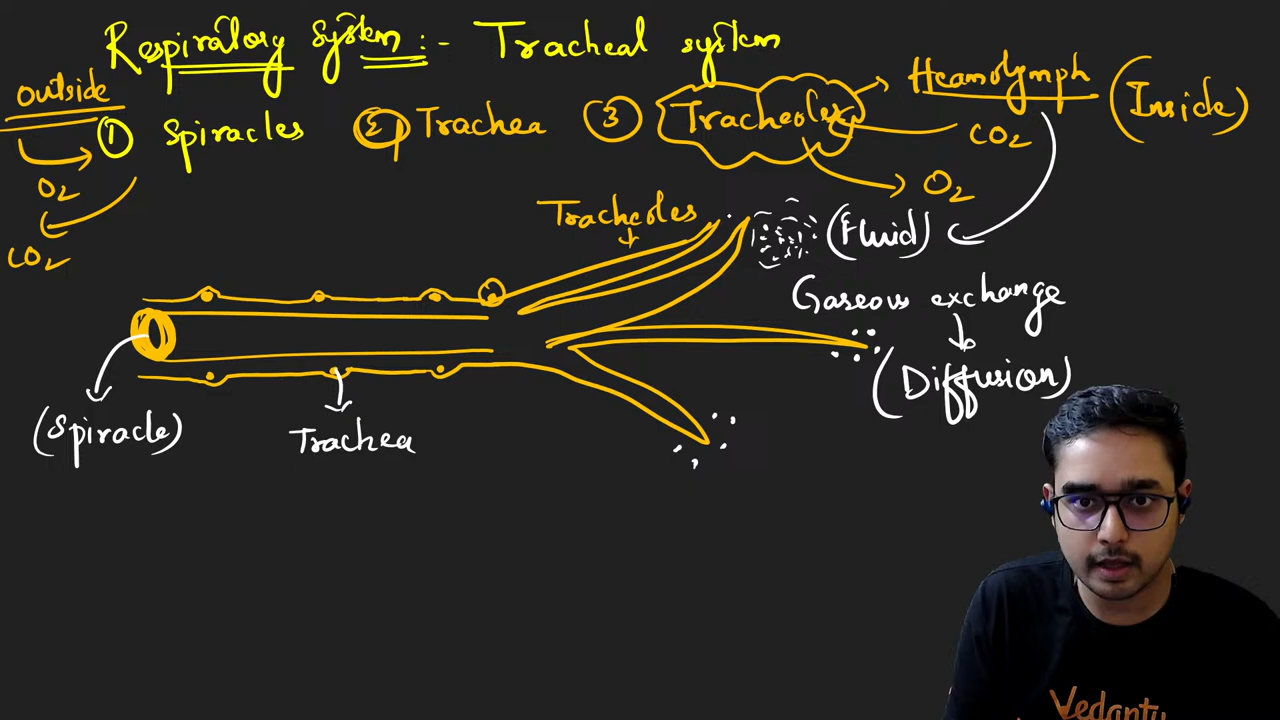 Respiratory System :- Tracheal system
outside
① Spiracles ② Trachea ③ Tracheoles Heamolymph (Inside)
CO2
O2
O2
CO2
Tracheoles
(Fluid)
Gaseous exchange
(Diffusion)
(Spiracle)
Trachea
Vedantu